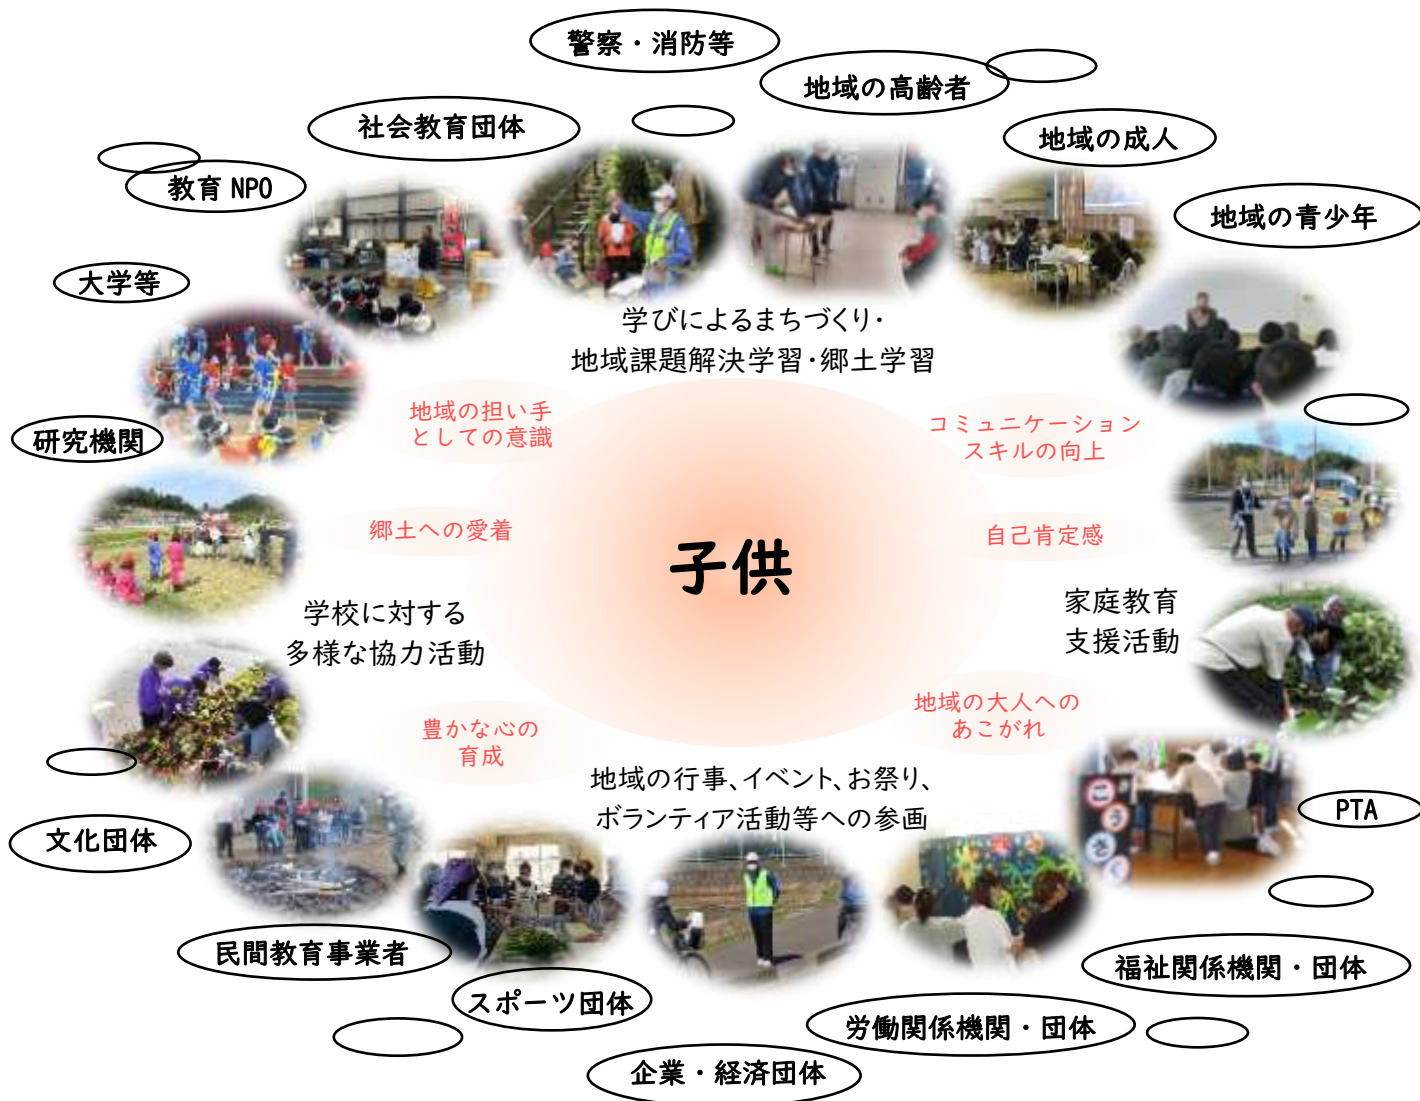 警察・消防等
地域の高齢者
社会教育団体
地域の成人
教育 NPO
地域の青少年
大学等
学びによるまちづくり・
地域課題解決学習・郷土学習
地域の担い手
としての意識
コミュニケーション
スキルの向上
研究機関
郷土への愛着
自己肯定感
子供
学校に対する
多様な協力活動
家庭教育
支援活動
地域の大人への
あこがれ
豊かな心の
育成
地域の行事、イベント、お祭り、
ボランティア活動等への参画
PTA
文化団体
こ
う
さ
く
民間教育事業者
福祉関係機関・団体
スポーツ団体
労働関係機関・団体
企業・経済団体